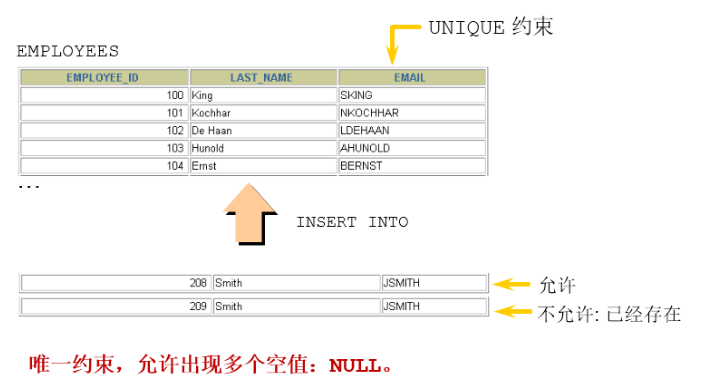 UNIQUE 约束
EMPLOYEES
EMPLOYEE_ID LAST_NAME EMAIL
100 King SKING
101 Kochhar NKOCHHAR
102 De Haan LDEHAAN
103 Hunold AHUNOLD
104 Ernst BERNST
...
INSERT INTO
208 Smith JSMITH
允许
209 Smith JSMITH
不允许: 已经存在
唯一约束，允许出现多个空值：NULL。